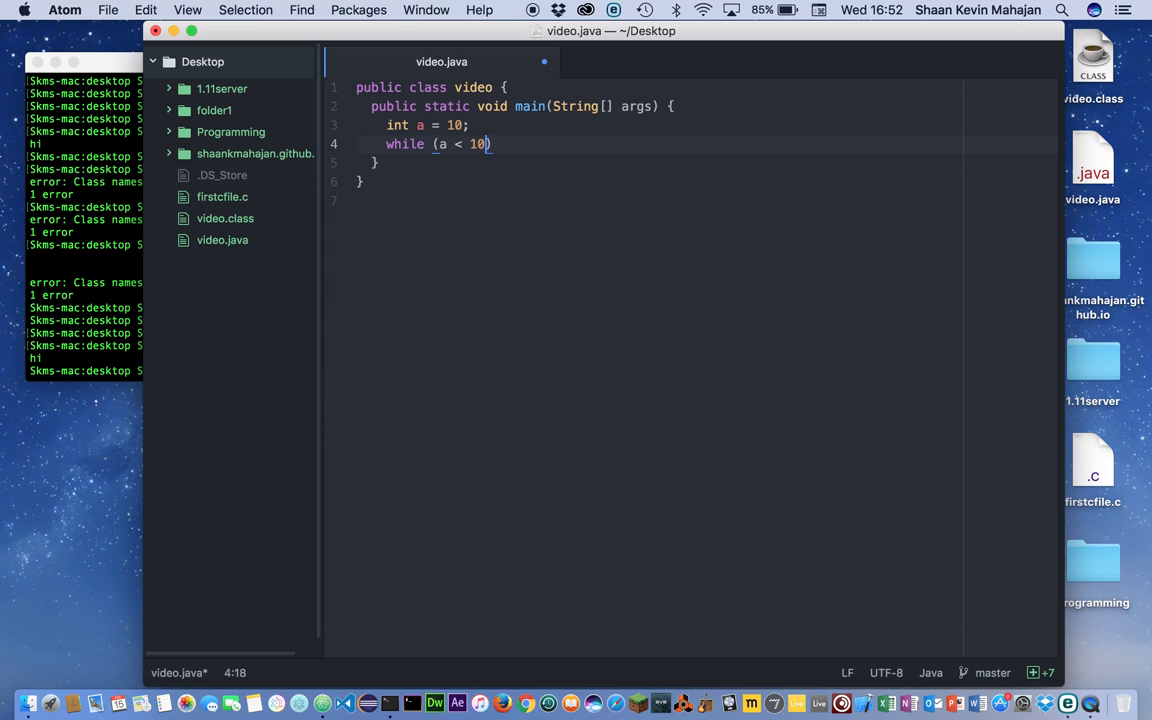 Atom File Edit View Selection Find Packages Window Help 85% Wed 16:52 Shaan Kevin Mahajan
video.java — ~/Desktop
Desktop
1.11server
folder1
Programming
shaankmahajan.github.
.DS_Store
firstcfile.c
video.class
video.java
video.java
1 public class video {
2 public static void main(String[] args) {
3 int a = 10;
4 while (a < 10)
5 }
6 }
7
[Skms-mac:desktop S
[Skms-mac:desktop S
[Skms-mac:desktop S
[Skms-mac:desktop S
[Skms-mac:desktop S
hi
[Skms-mac:desktop S
[Skms-mac:desktop S
error: Class names
1 error
[Skms-mac:desktop S
error: Class names
1 error
[Skms-mac:desktop S
error: Class names
1 error
[Skms-mac:desktop S
[Skms-mac:desktop S
[Skms-mac:desktop S
[Skms-mac:desktop S
hi
[Skms-mac:desktop S
CLASS
video.class
.java
video.java
ankmahajan.git
hub.io
1.11server
.C
firstcfile.c
rogramming
video.java* 4:18 LF UTF-8 Java master +7
15 Dw Ae m Live Live 7